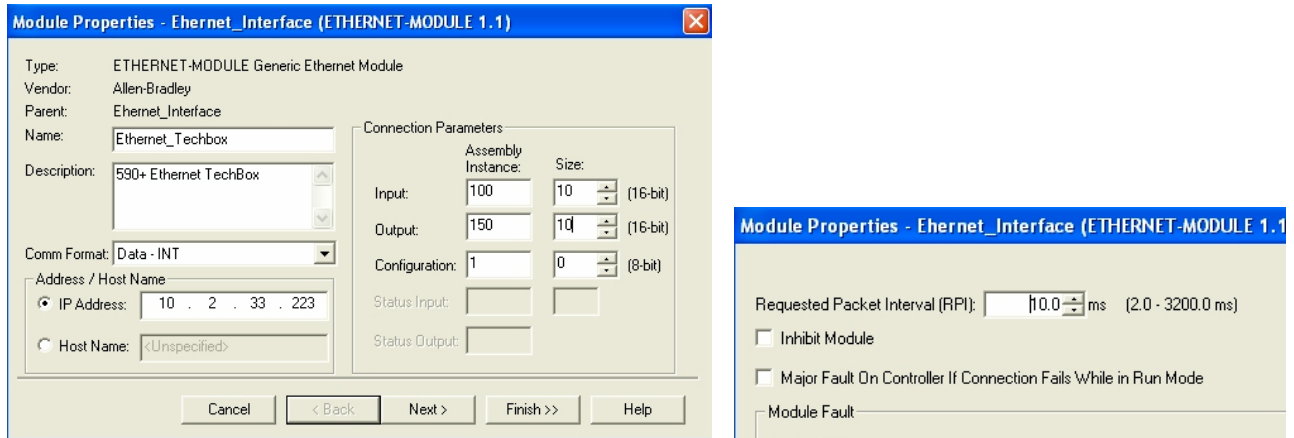 Module Properties - Ehernet_Interface (ETHERNET-MODULE 1.1)
Type: ETHERNET-MODULE Generic Ethernet Module
Vendor: Allen-Bradley
Parent: Ehernet_Interface
Name: Ethernet_Techbox
Description: 590+ Ethernet TechBox
Comm Format: Data - INT
Address / Host Name
IP Address: 10 . 2 . 33 . 223
Host Name: <Unspecified>
Connection Parameters
Assembly
Instance: Size:
Input: 100 10 (16-bit)
Output: 150 10 (16-bit)
Configuration: 1 0 (8-bit)
Status Input:
Status Output:
Cancel < Back Next > Finish >> Help
Module Properties - Ehernet_Interface (ETHERNET-MODULE 1.1
Requested Packet Interval (RPI): 10.0 ms (2.0 - 3200.0 ms)
Inhibit Module
Major Fault On Controller If Connection Fails While in Run Mode
Module Fault